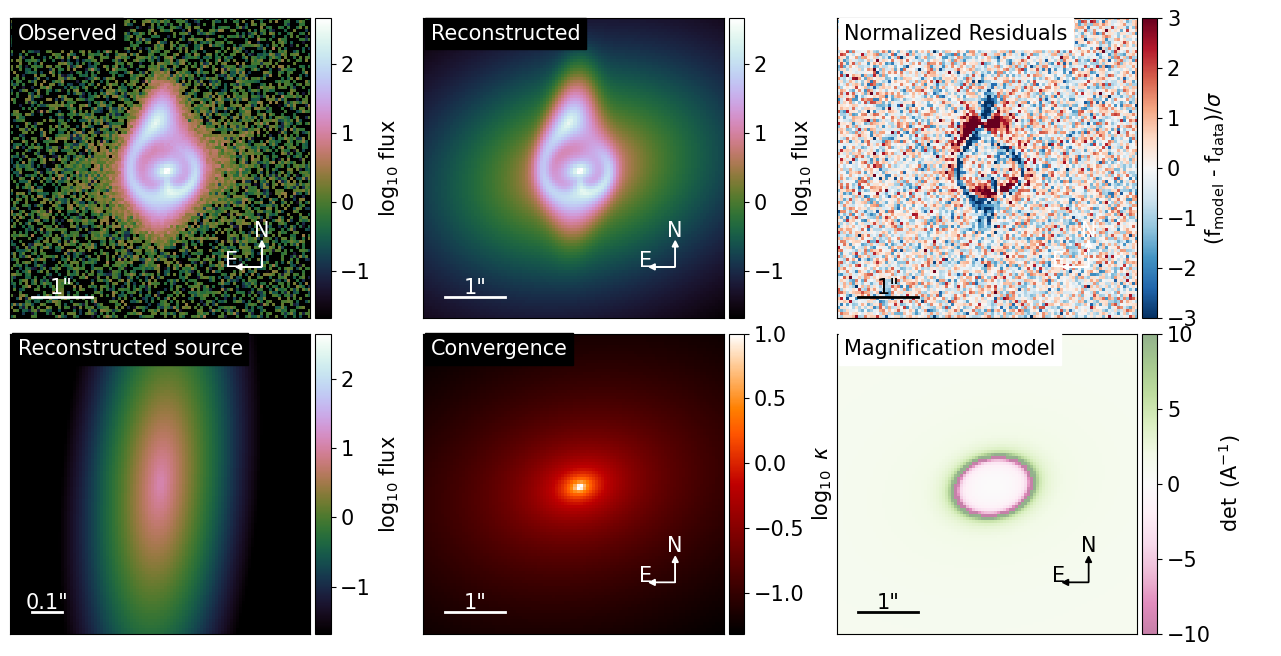 Observed
N
E
1"
2
1
0
−1
log10 flux
Reconstructed
N
E
1"
2
1
0
−1
log10 flux
Normalized Residuals
1"
3
2
1
0
−1
−2
−3
(fmodel - fdata)/σ
Reconstructed source
0.1"
2
1
0
−1
log10 flux
Convergence
N
E
1"
1.0
0.5
0.0
−0.5
−1.0
log10 κ
Magnification model
N
E
1"
10
5
0
−5
−10
det (A−1)